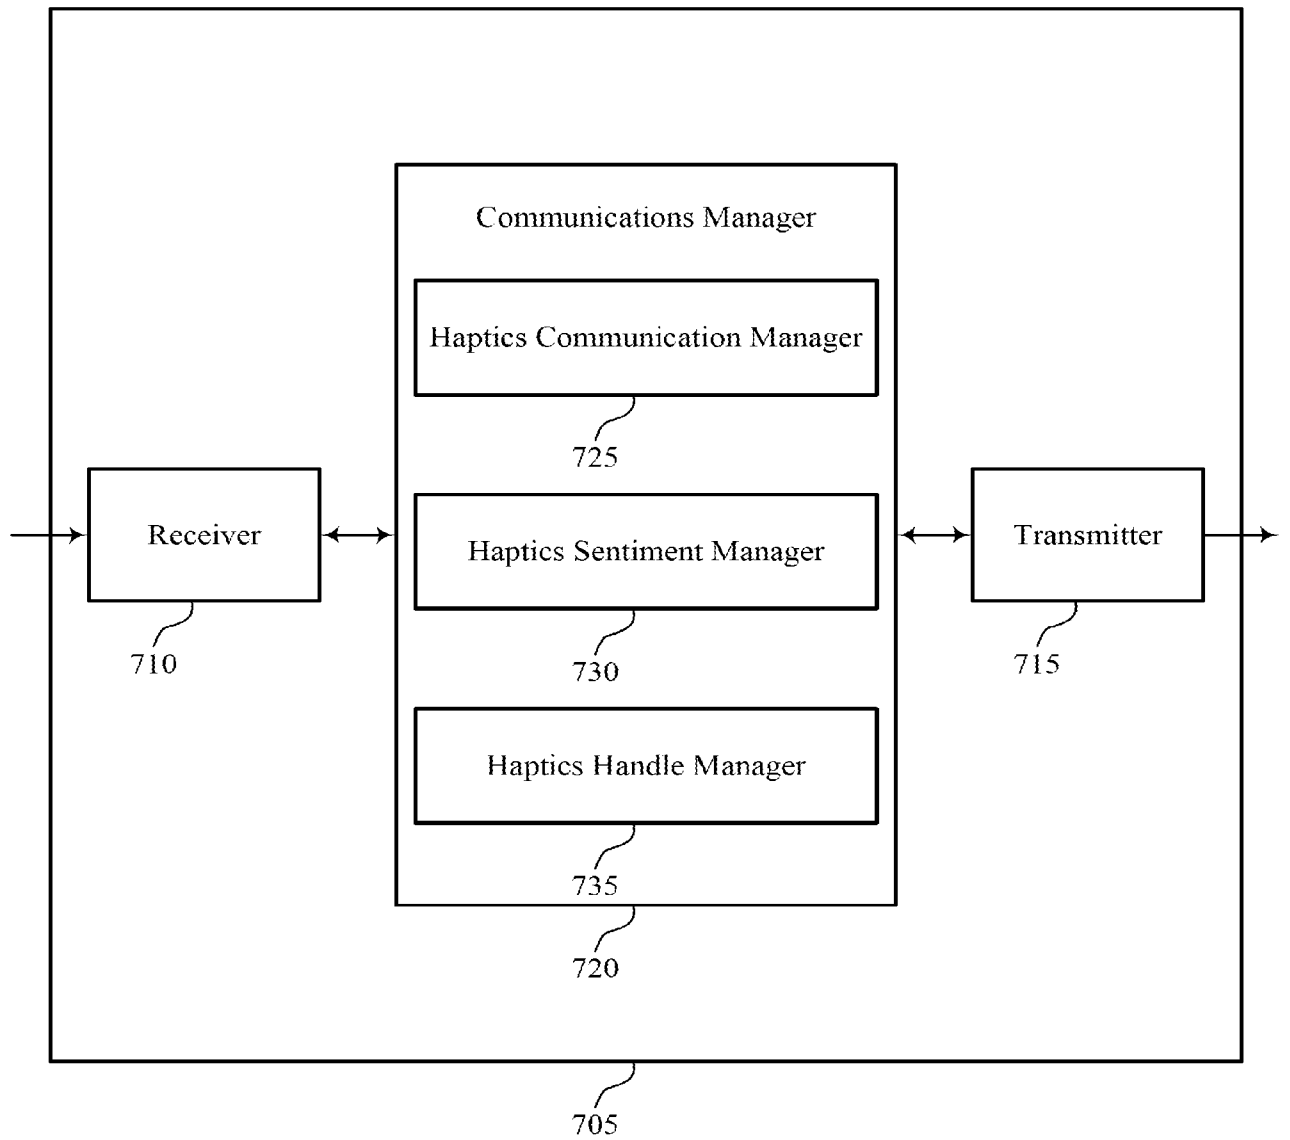 Communications Manager
Haptics Communication Manager
725
Receiver
710
Haptics Sentiment Manager
730
Transmitter
715
Haptics Handle Manager
735
720
705